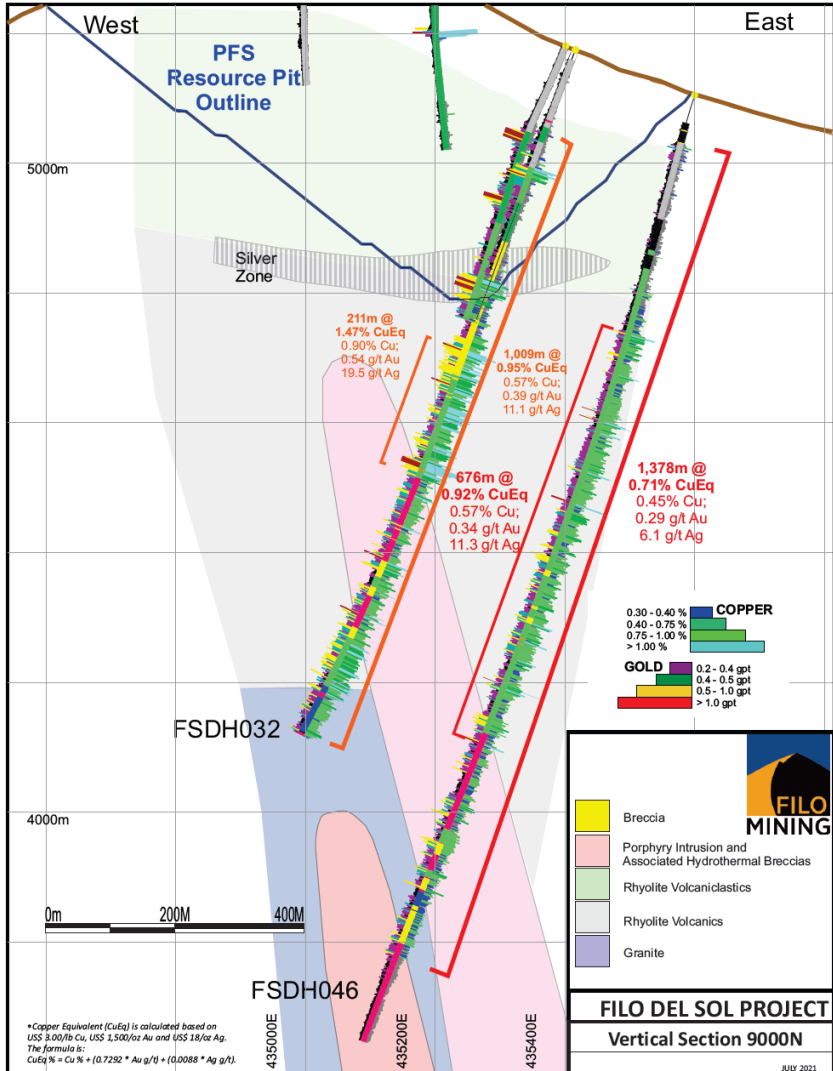 West
East
PFS
Resource Pit
Outline
5000m
Silver
Zone
211m @
1.47% CuEq
0.90% Cu;
0.54 g/t Au
19.5 g/t Ag
1,009m @
0.95% CuEq
0.57% Cu;
0.39 g/t Au
11.1 g/t Ag
676m @
0.92% CuEq
0.57% Cu;
0.34 g/t Au
11.3 g/t Ag
1,378m @
0.71% CuEq
0.45% Cu;
0.29 g/t Au
6.1 g/t Ag
COPPER
0.30 - 0.40 %
0.40 - 0.75 %
0.75 - 1.00 %
> 1.00 %
GOLD
0.2 - 0.4 gpt
0.4 - 0.5 gpt
0.5 - 1.0 gpt
> 1.0 gpt
FSDH032
4000m
FILO
MINING
Breccia
Porphyry Intrusion and
Associated Hydrothermal Breccias
Rhyolite Volcaniclastics
Rhyolite Volcanics
Granite
0m 200M 400M
FSDH046
435000E
435200E
435400E
*Copper Equivalent (CuEq) is calculated based on
US$ 3.00/lb Cu, US$ 1,500/oz Au and US$ 18/oz Ag.
The formula is:
CuEq % = Cu % + (0.7292 * Au g/t) + (0.0088 * Ag g/t).
FILO DEL SOL PROJECT
Vertical Section 9000N
JULY 2021